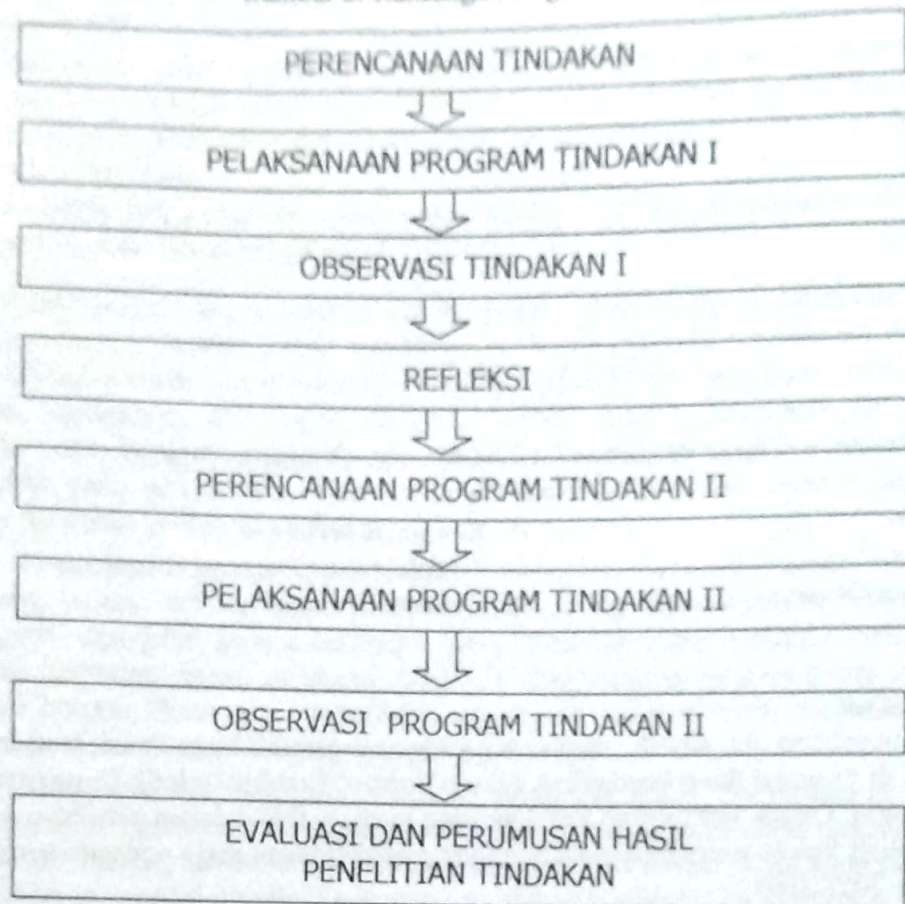 PERENCANAAN TINDAKAN
PELAKSANAAN PROGRAM TINDAKAN I
OBSERVASI TINDAKAN I
REFLEKSI
PERENCANAAN PROGRAM TINDAKAN II
PELAKSANAAN PROGRAM TINDAKAN II
OBSERVASI PROGRAM TINDAKAN II
EVALUASI DAN PERUMUSAN HASIL
PENELITIAN TINDAKAN